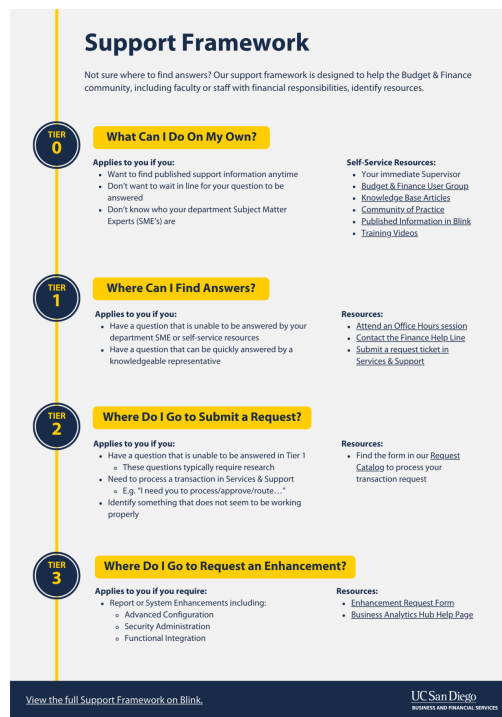 Support Framework
Not sure where to find answers? Our support framework is designed to help the Budget & Finance
community, including faculty or staff with financial responsibilities, identify resources.
TIER
0
What Can I Do On My Own?
Applies to you if you:
• Want to find published support information anytime
• Don't want to wait in line for your question to be
answered
• Don't know who your department Subject Matter
Experts (SME's) are
Self-Service Resources:
• Your immediate Supervisor
• Budget & Finance User Group
• Knowledge Base Articles
• Community of Practice
• Published Information in Blink
• Training Videos
TIER
1
Where Can I Find Answers?
Applies to you if you:
• Have a question that is unable to be answered by your
department SME or self-service resources
• Have a question that can be quickly answered by a
knowledgeable representative
Resources:
• Attend an Office Hours session
• Contact the Finance Help Line
• Submit a request ticket in
Services & Support
TIER
2
Where Do I Go to Submit a Request?
Applies to you if you:
• Have a question that is unable to be answered in Tier 1
◦ These questions typically require research
• Need to process a transaction in Services & Support
◦ E.g. "I need you to process/approve/route…"
• Identify something that does not seem to be working
properly
Resources:
• Find the form in our Request
Catalog to process your
transaction request
TIER
3
Where Do I Go to Request an Enhancement?
Applies to you if you require:
• Report or System Enhancements including:
◦ Advanced Configuration
◦ Security Administration
◦ Functional Integration
Resources:
• Enhancement Request Form
• Business Analytics Hub Help Page
View the full Support Framework on Blink.
UC San Diego
BUSINESS AND FINANCIAL SERVICES